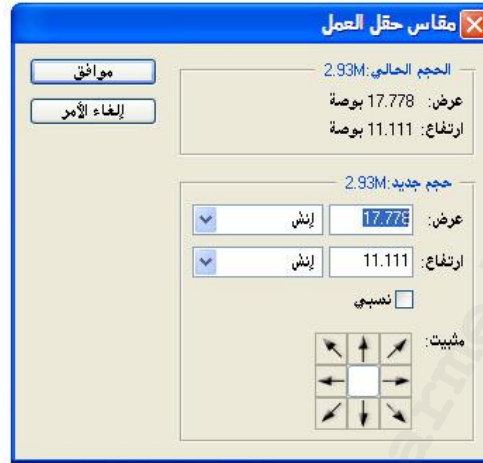 مقاس حقل العمل
الحجم الحالي: 2.93M
عرض: 17.778 بوصة
ارتفاع: 11.111 بوصة
موافق
إلغاء الأمر
حجم جديد: 2.93M
عرض: 17.778 إنش
ارتفاع: 11.111 إنش
نسبي
مثبيت: